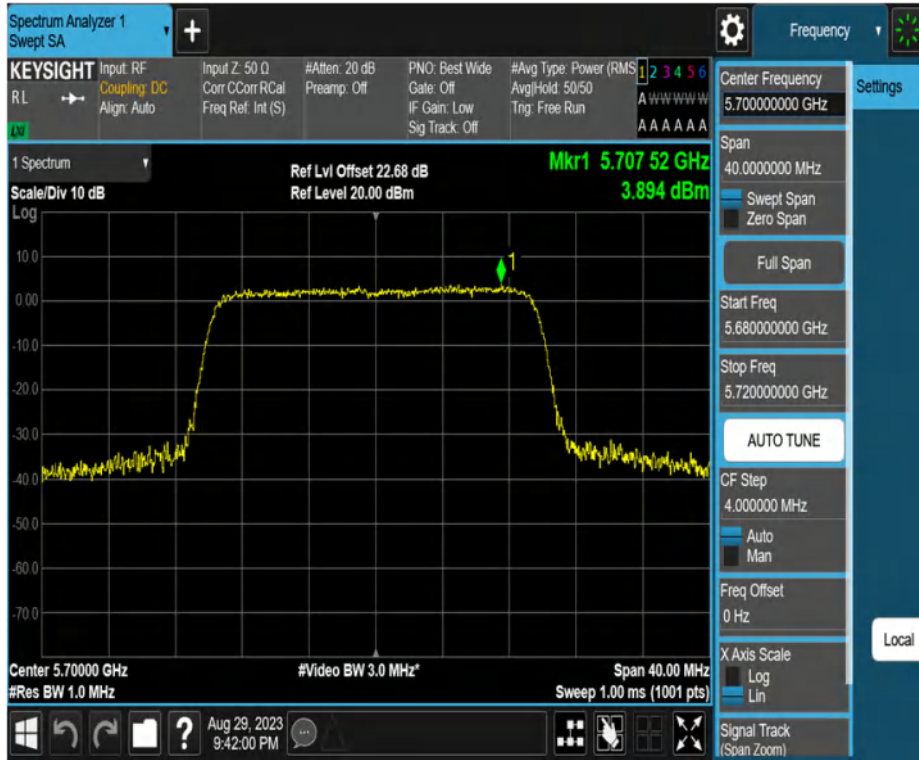 Spectrum Analyzer 1
Swept SA
+
Frequency
KEYSIGHT
RL
LXI
Input: RF
Coupling: DC
Align: Auto
Input Z: 50 Ω
Corr CCorr RCal
Freq Ref: Int (S)
#Atten: 20 dB
Preamp: Off
PNO: Best Wide
Gate: Off
IF Gain: Low
Sig Track: Off
#Avg Type: Power (RMS
Avg|Hold: 50/50
Trig: Free Run
1 2 3 4 5 6
A W W W W W
A A A A A A
1 Spectrum
Scale/Div 10 dB
Ref Lvl Offset 22.68 dB
Ref Level 20.00 dBm
Mkr1 5.707 52 GHz
3.894 dBm
Log
10.0
0.00
-10.0
-20.0
-30.0
-40.0
-50.0
-60.0
-70.0
1
Center 5.70000 GHz
#Res BW 1.0 MHz
#Video BW 3.0 MHz*
Span 40.00 MHz
Sweep 1.00 ms (1001 pts)
?
Aug 29, 2023
9:42:00 PM
Center Frequency
5.700000000 GHz
Span
40.0000000 MHz
Swept Span
Zero Span
Full Span
Start Freq
5.680000000 GHz
Stop Freq
5.720000000 GHz
AUTO TUNE
CF Step
4.000000 MHz
Auto
Man
Freq Offset
0 Hz
X Axis Scale
Log
Lin
Signal Track
(Span Zoom)
Settings
Local